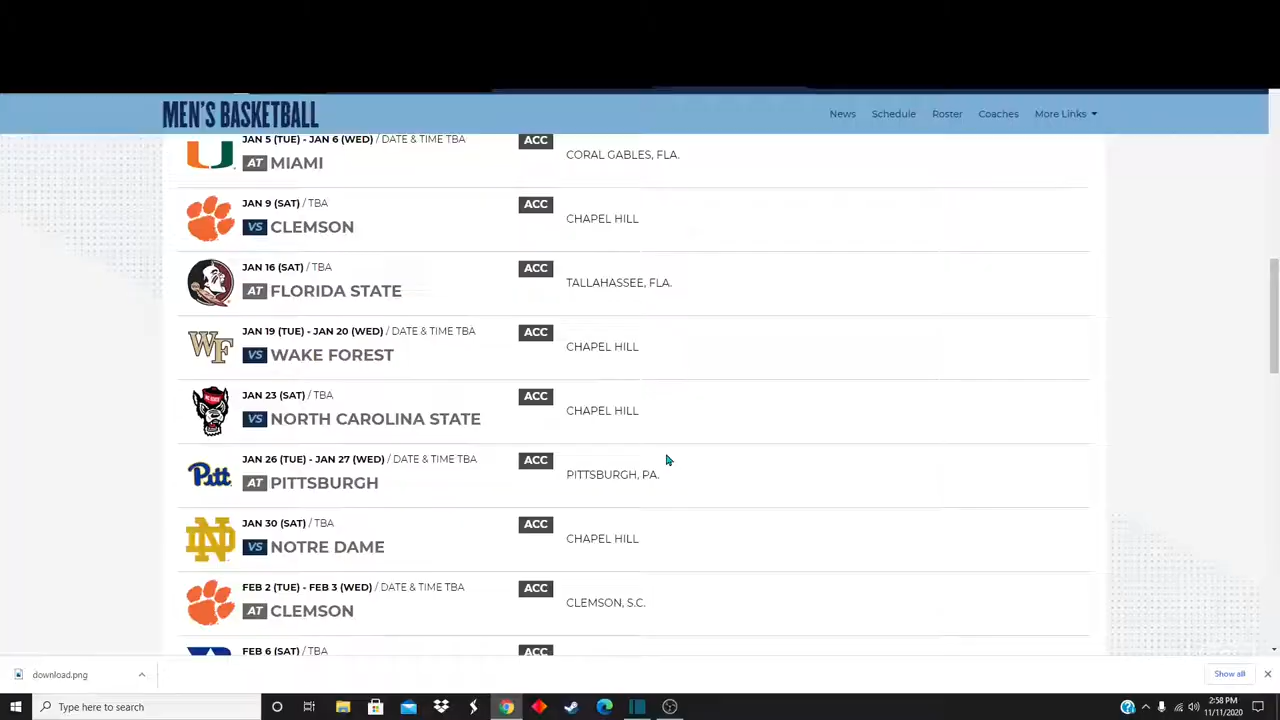 MEN'S BASKETBALL
News Schedule Roster Coaches More Links
JAN 5 (TUE) - JAN 6 (WED) / DATE & TIME TBA
ACC
AT MIAMI
CORAL GABLES, FLA.
JAN 9 (SAT) / TBA
ACC
VS CLEMSON
CHAPEL HILL
JAN 16 (SAT) / TBA
ACC
AT FLORIDA STATE
TALLAHASSEE, FLA.
JAN 19 (TUE) - JAN 20 (WED) / DATE & TIME TBA
ACC
WF
VS WAKE FOREST
CHAPEL HILL
JAN 23 (SAT) / TBA
ACC
VS NORTH CAROLINA STATE
CHAPEL HILL
JAN 26 (TUE) - JAN 27 (WED) / DATE & TIME TBA
ACC
Pitt
AT PITTSBURGH
PITTSBURGH, PA.
JAN 30 (SAT) / TBA
ACC
ND
VS NOTRE DAME
CHAPEL HILL
FEB 2 (TUE) - FEB 3 (WED) / DATE & TIME TBA
ACC
AT CLEMSON
CLEMSON, S.C.
FEB 6 (SAT) / TBA
ACC
download.png
Show all
Type here to search
2:58 PM
11/11/2020